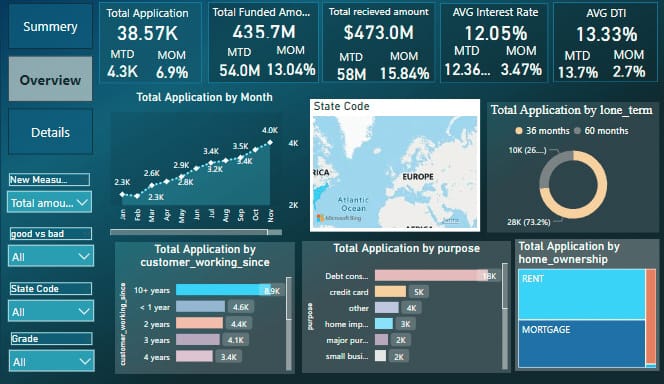 Summery
Overview
Details
New Measu...
Total amou...
good vs bad
All
State Code
All
Grade
All
Total Application
38.57K
MTD MOM
4.3K 6.9%
Total Funded Amo...
435.7M
MTD MOM
54.0M 13.04%
Total recieved amount
$473.0M
MTD MOM
58M 15.84%
AVG Interest Rate
12.05%
MTD MOM
12.36... 3.47%
AVG DTI
13.33%
MTD MOM
13.7% 2.7%
Total Application by Month
2.3K 2.3K 2.6K 2.8K 2.9K 3.2K 3.4K 3.5K 4.0K
4K
2K
Jan Feb Mar Apr May Jun Jun Aug Sep Oct Nov
State Code
RICA
EUROPE
Atlantic
Ocean
AFRICA
Microsoft Bing
Total Application by lone_term
36 months 60 months
10K (26....)
28K (73.2%)
Total Application by
customer_working_since
customer_working_since
10+ years 8.9K
< 1 year 4.6K
2 years 4.4K
3 years 4.1K
4 years 3.4K
Total Application by purpose
purpose
Debt cons... 18K
credit card 5K
other 4K
home imp... 3K
major pur... 2K
small busi... 2K
Total Application by
home_ownership
RENT
MORTGAGE